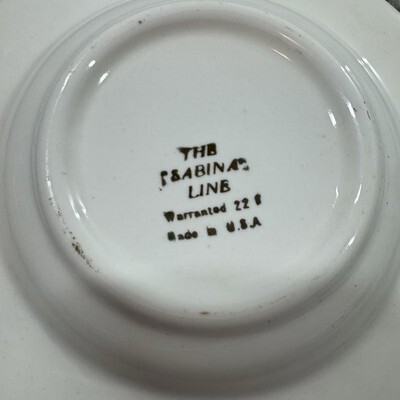 THE
"SABINA"
LINE
Warranted 22 K
Made in U.S.A